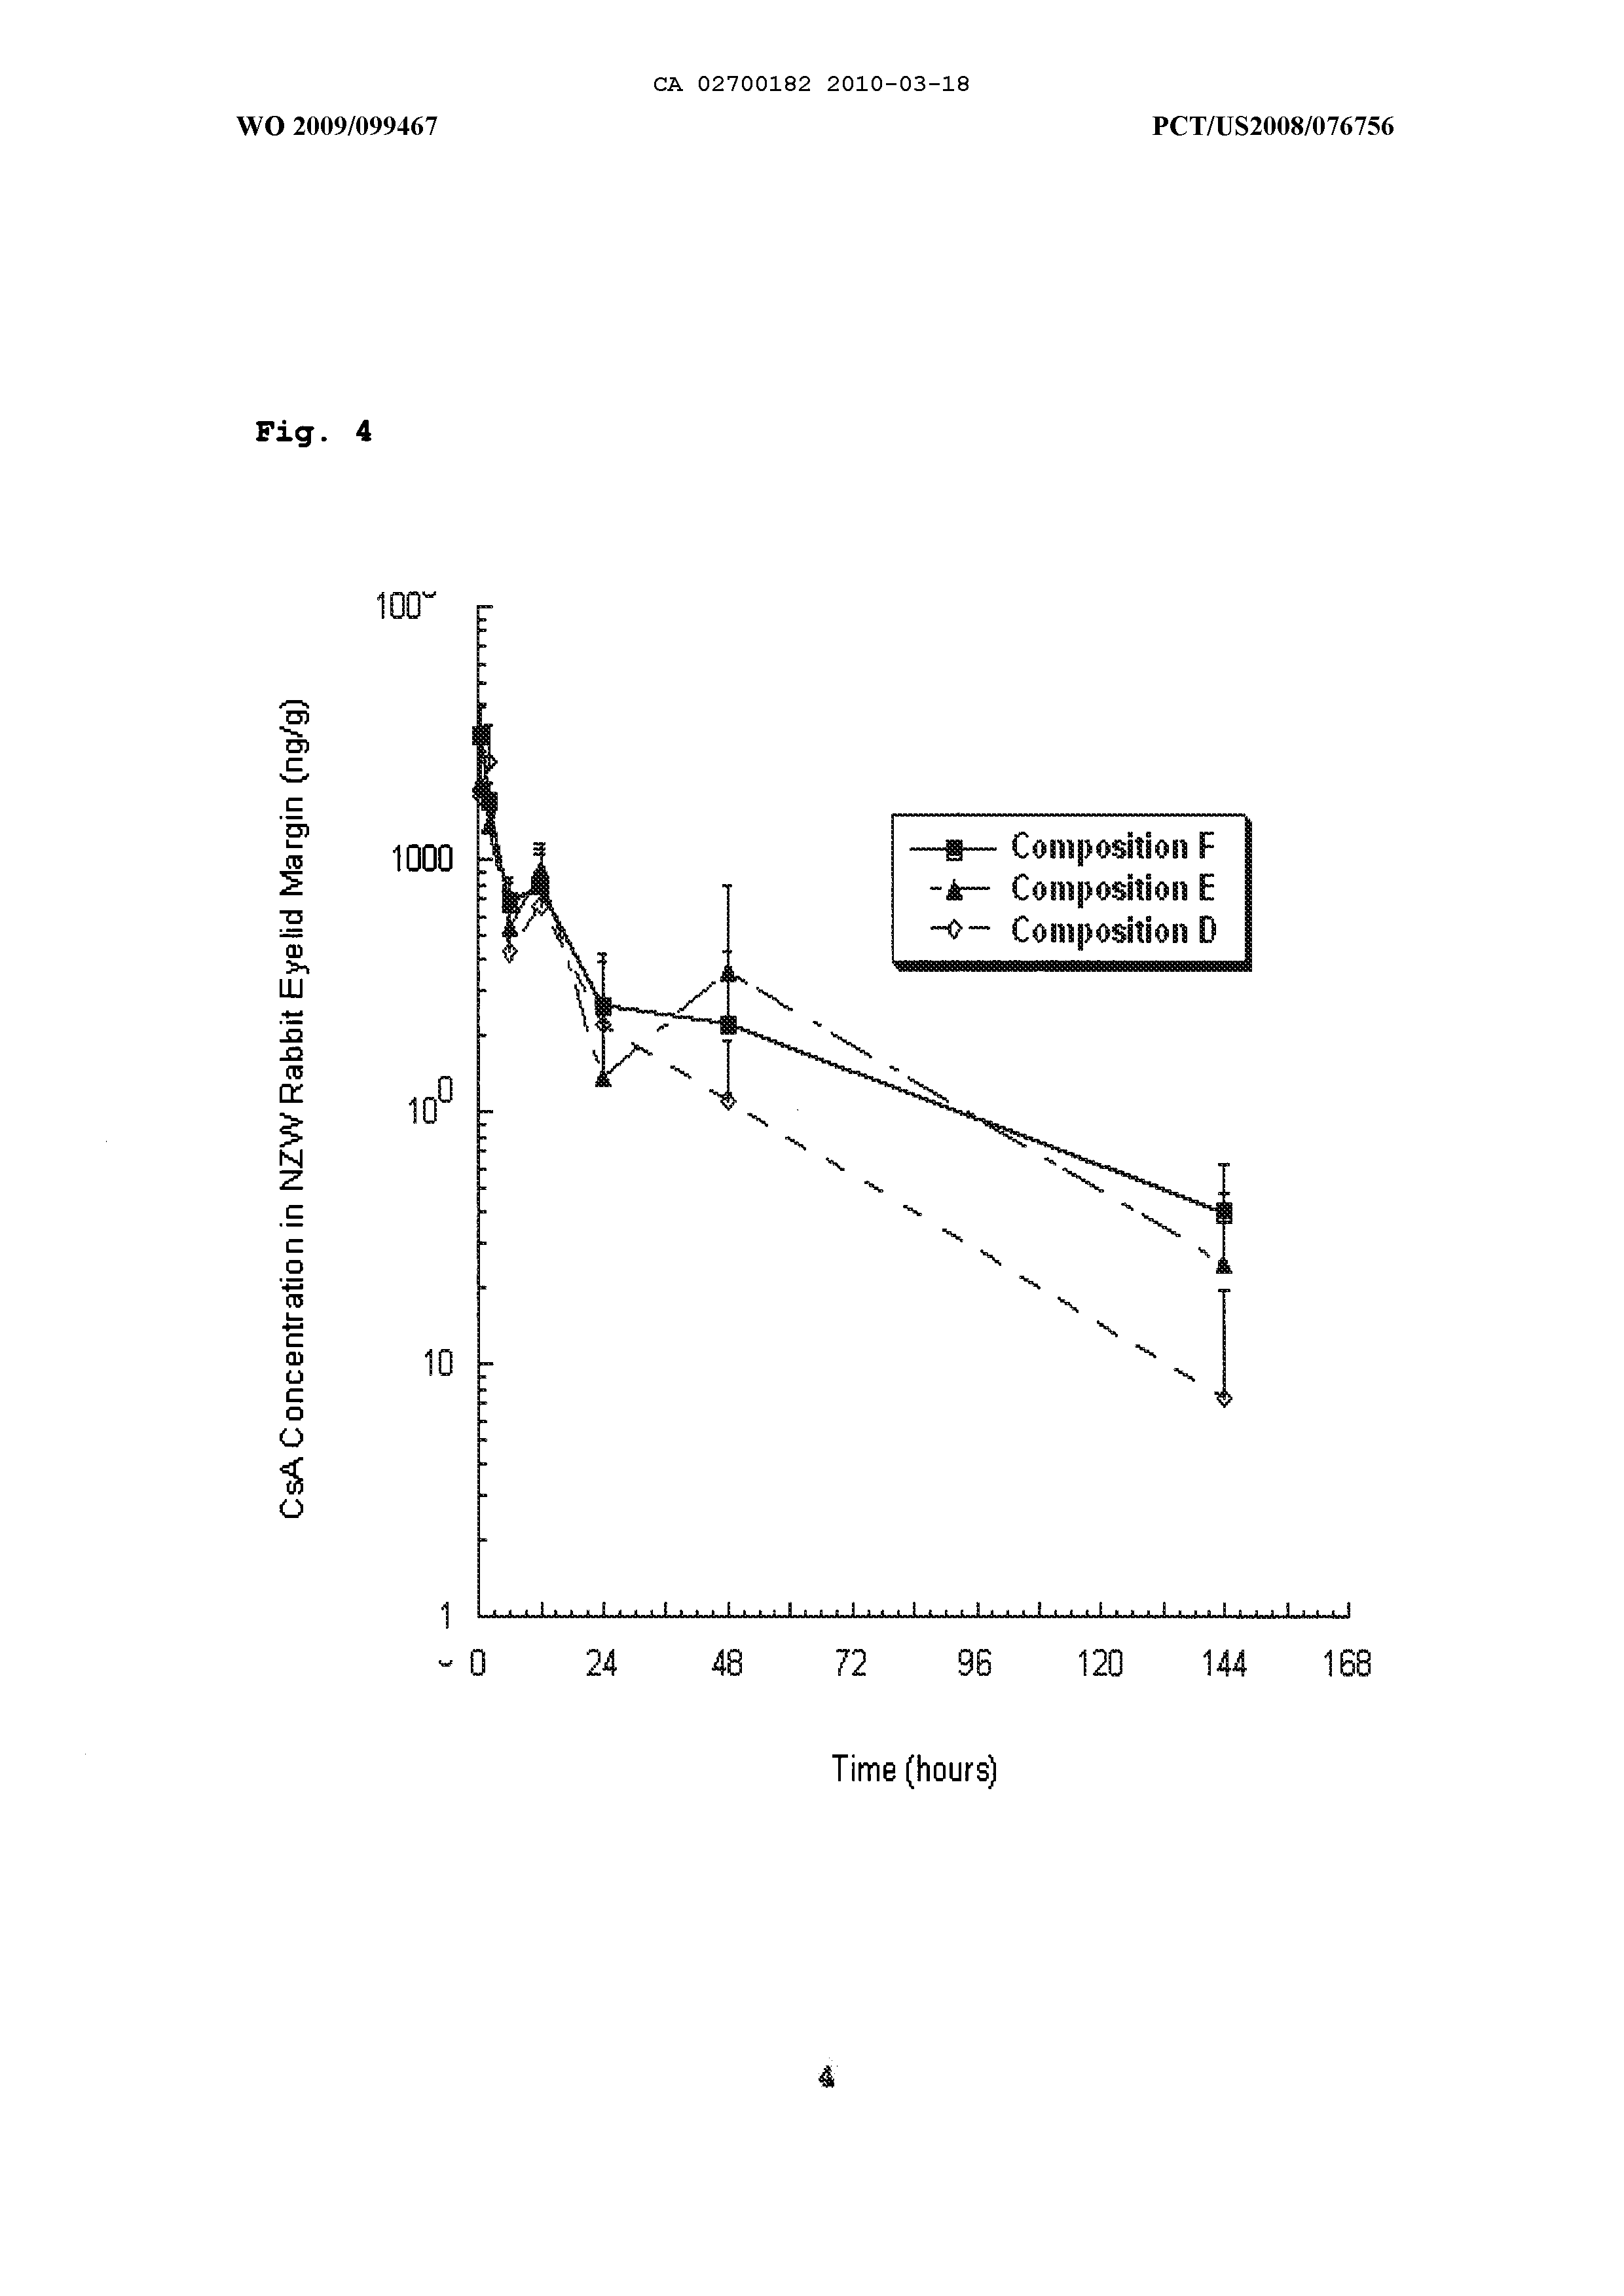 CA 02700182 2010-03-18
WO 2009/099467 PCT/US2008/076756
Fig. 4
CsA Concentration in NZW Rabbit Eyelid Margin (ng/g)
1000
100
10
1
Composition F
Composition E
Composition D
0 24 48 72 96 120 144 168
Time (hours)
4